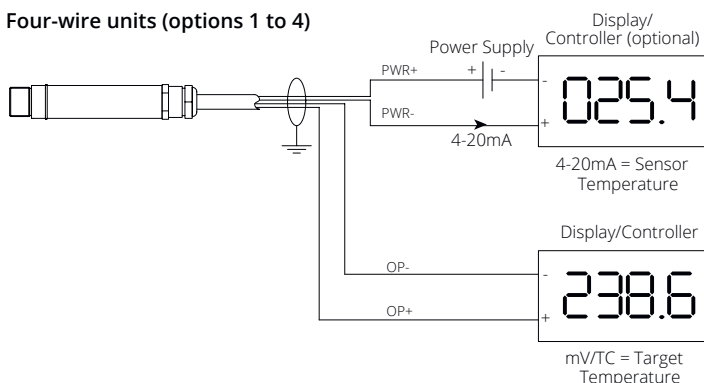 Four-wire units (options 1 to 4)
Display/
Controller (optional)
Power Supply
PWR+
+ -
-
025.4
PWR-
+
4-20mA
4-20mA = Sensor
Temperature
Display/Controller
OP-
-
238.6
OP+
+
mV/TC = Target
Temperature